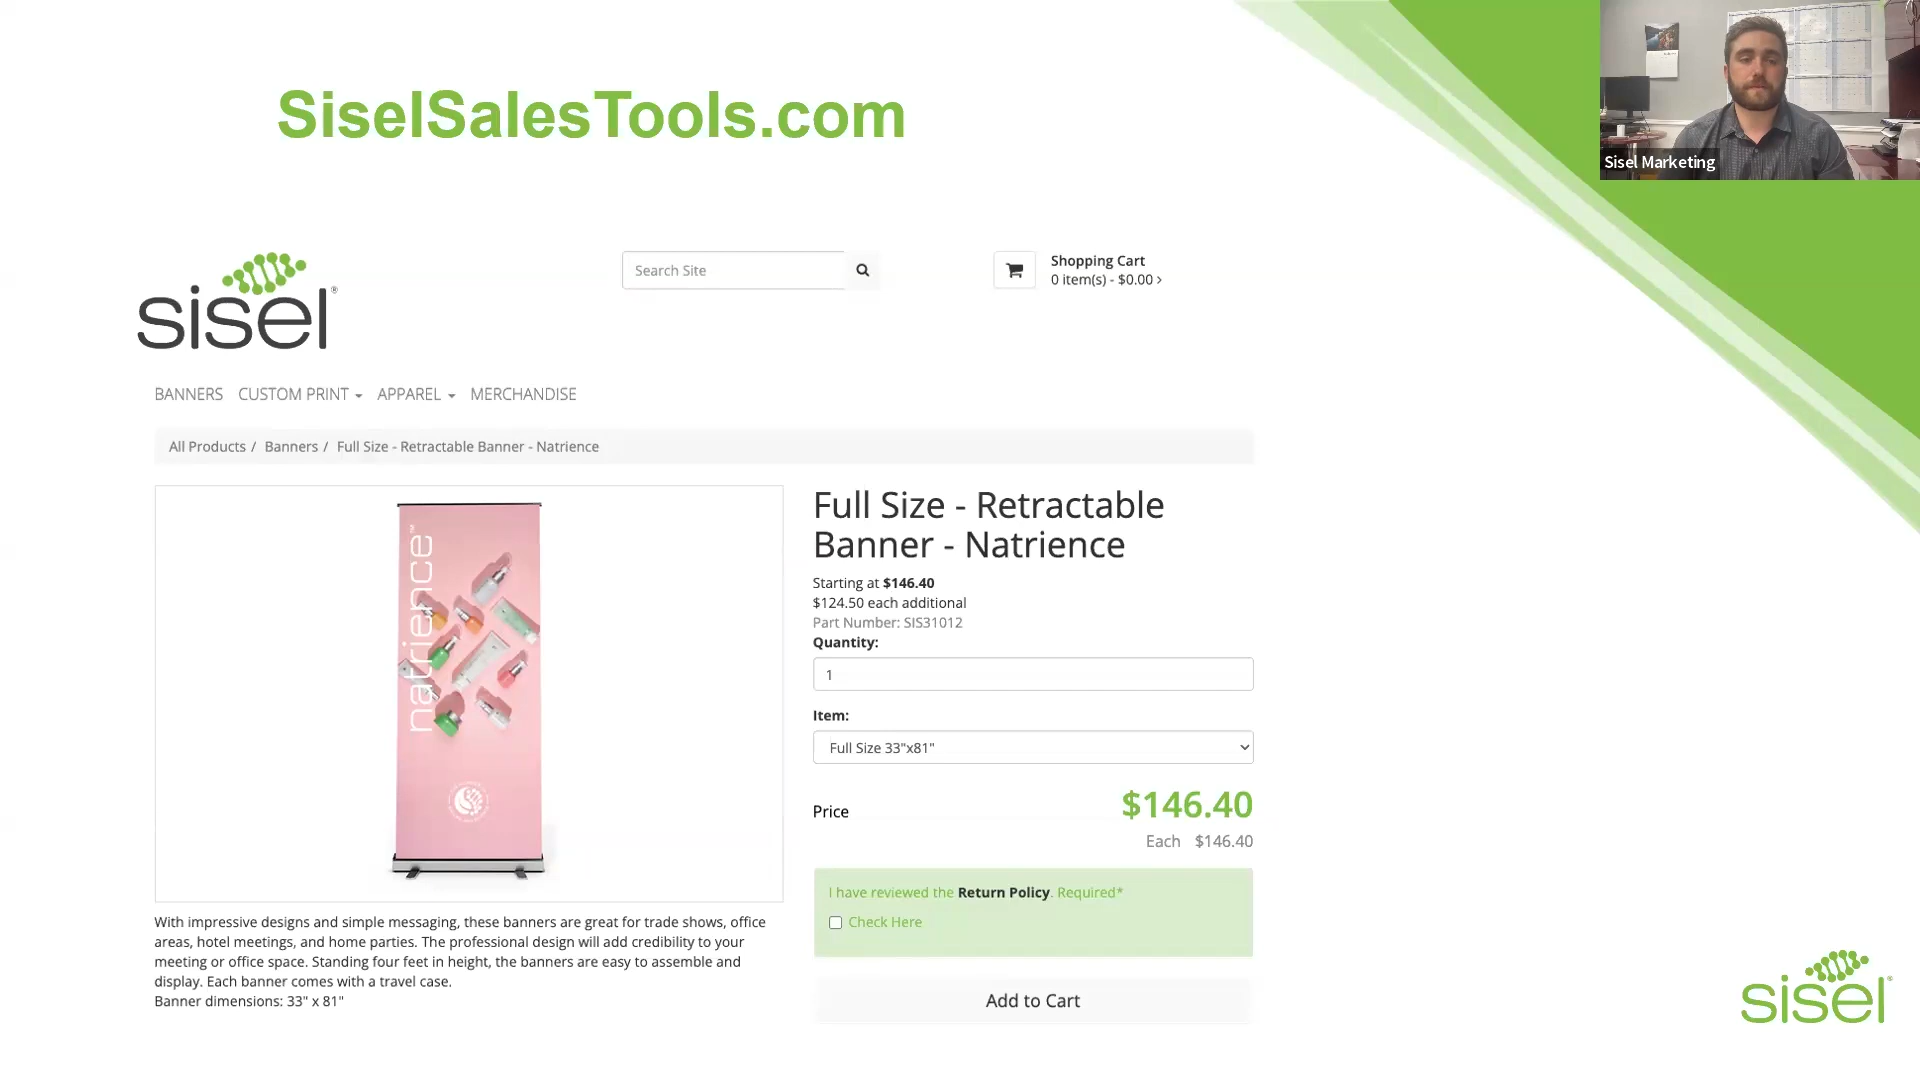 SiselSalesTools.com
Sisel Marketing
sisel®
Search Site
Shopping Cart
0 item(s) - $0.00 >
BANNERS CUSTOM PRINT APPAREL MERCHANDISE
All Products / Banners / Full Size - Retractable Banner - Natrience
natrience™
Full Size - Retractable
Banner - Natrience
Starting at $146.40
$124.50 each additional
Part Number: SIS31012
Quantity:
1
Item:
Full Size 33"x81"
Price $146.40
Each $146.40
I have reviewed the Return Policy. Required*
Check Here
Add to Cart
With impressive designs and simple messaging, these banners are great for trade shows, office
areas, hotel meetings, and home parties. The professional design will add credibility to your
meeting or office space. Standing four feet in height, the banners are easy to assemble and
display. Each banner comes with a travel case.
Banner dimensions: 33" x 81"
sisel®